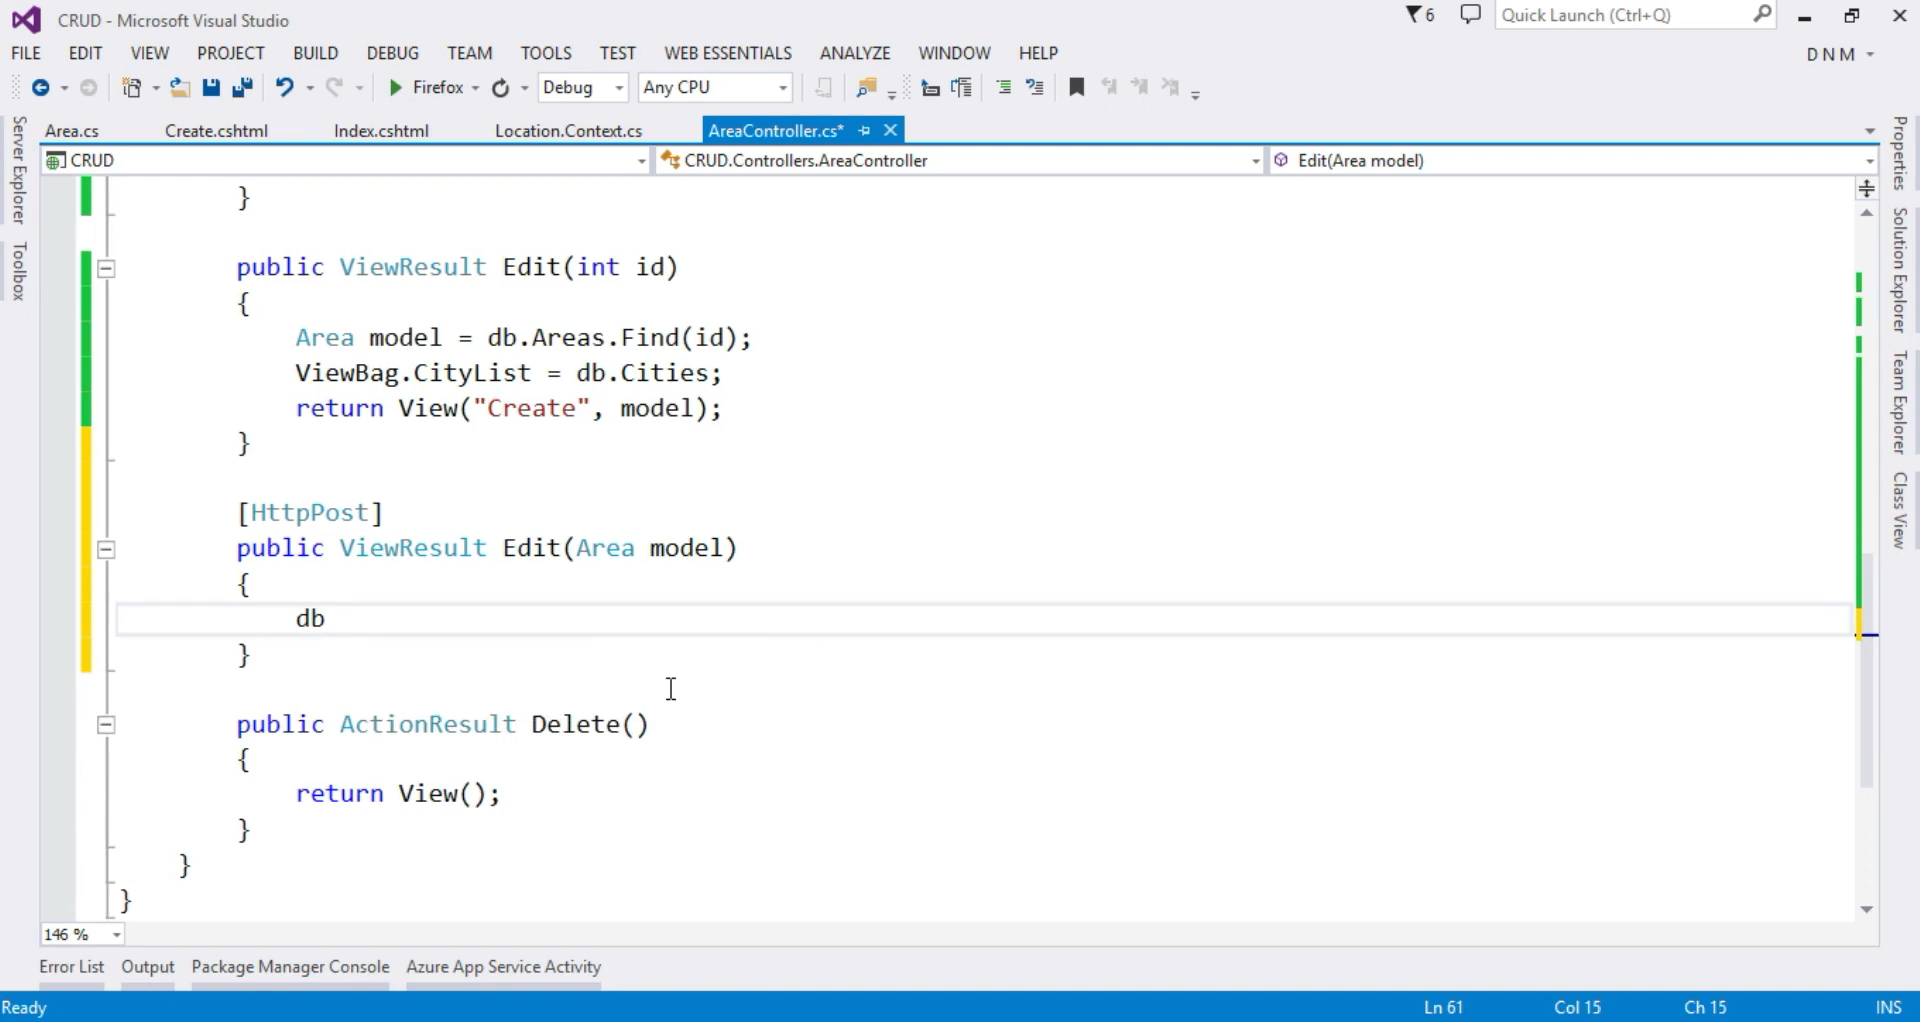 CRUD - Microsoft Visual Studio
6
Quick Launch (Ctrl+Q)
FILE EDIT VIEW PROJECT BUILD DEBUG TEAM TOOLS TEST WEB ESSENTIALS ANALYZE WINDOW HELP
D N M
Firefox
Debug
Any CPU
Area.cs
Create.cshtml
Index.cshtml
Location.Context.cs
AreaController.cs*
CRUD
CRUD.Controllers.AreaController
Edit(Area model)
Server Explorer
Toolbox
Properties
Solution Explorer
Team Explorer
Class View
}
public ViewResult Edit(int id)
{
Area model = db.Areas.Find(id);
ViewBag.CityList = db.Cities;
return View("Create", model);
}
[HttpPost]
public ViewResult Edit(Area model)
{
db
}
public ActionResult Delete()
{
return View();
}
}
}
146 %
Error List Output Package Manager Console Azure App Service Activity
Ready
Ln 61 Col 15 Ch 15 INS